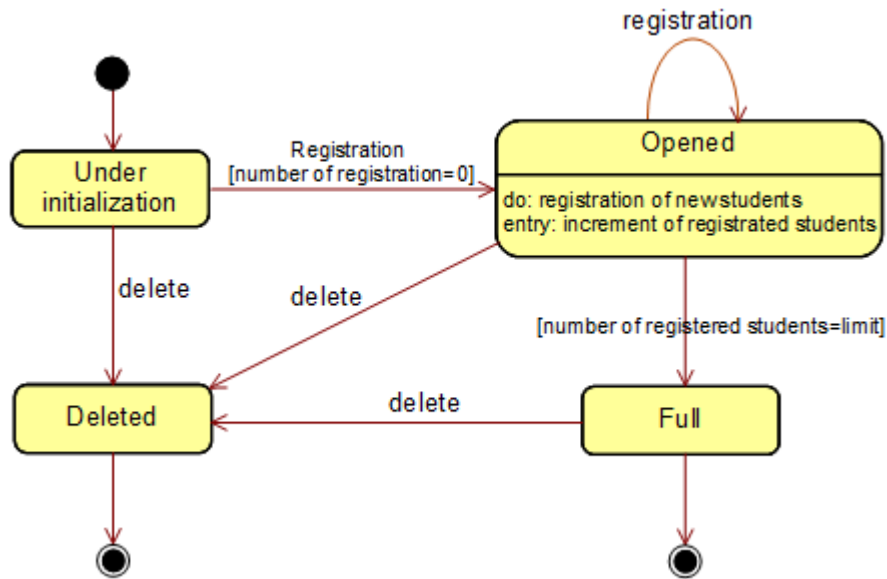 registration
Under
initialization
Registration
[number of registration=0]
Opened
do: registration of newstudents
entry: increment of registrated students
delete
delete
[number of registered students=limit]
Deleted
delete
Full